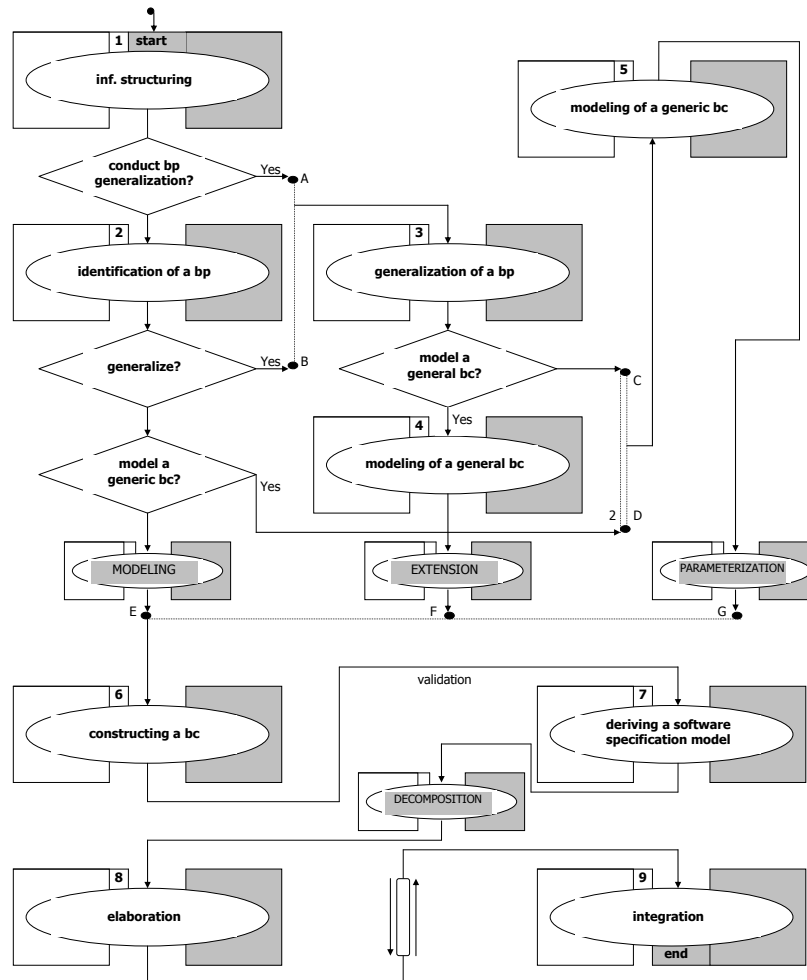 1 start
inf. structuring
5
modeling of a generic bc
conduct bp
generalization?
Yes
A
2
identification of a bp
3
generalization of a bp
generalize?
Yes
B
model a
general bc?
C
Yes
4
modeling of a general bc
model a
generic bc?
Yes
2 D
MODELING
EXTENSION
PARAMETERIZATION
E
F
G
validation
6
constructing a bc
7
deriving a software
specification model
DECOMPOSITION
8
elaboration
9
integration
end